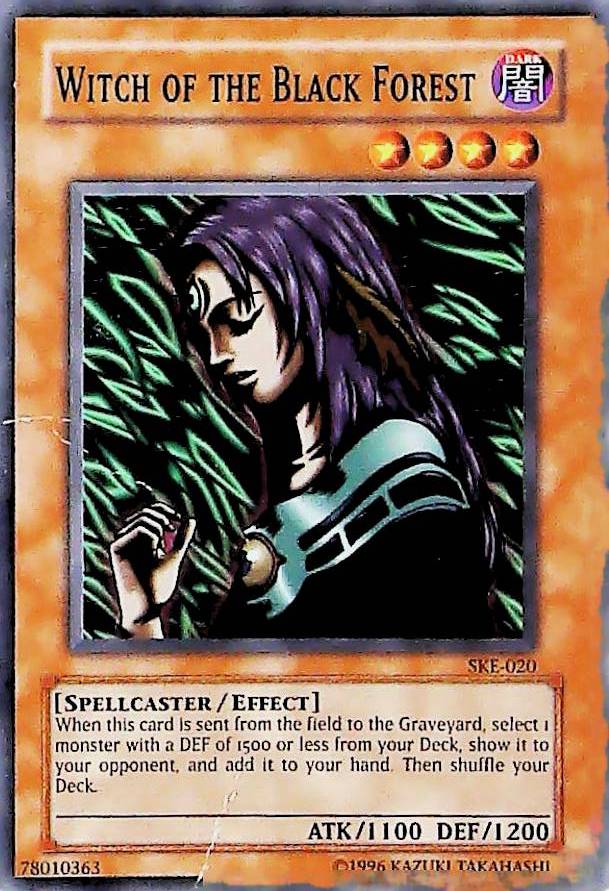 WITCH OF THE BLACK FOREST
DARK
闇
SKE-020
[SPELLCASTER / EFFECT]
When this card is sent from the field to the Graveyard, select 1
monster with a DEF of 1500 or less from your Deck, show it to
your opponent, and add it to your hand. Then shuffle your
Deck.
ATK/1100 DEF/1200
78010363
©1996 KAZUKI TAKAHASHI